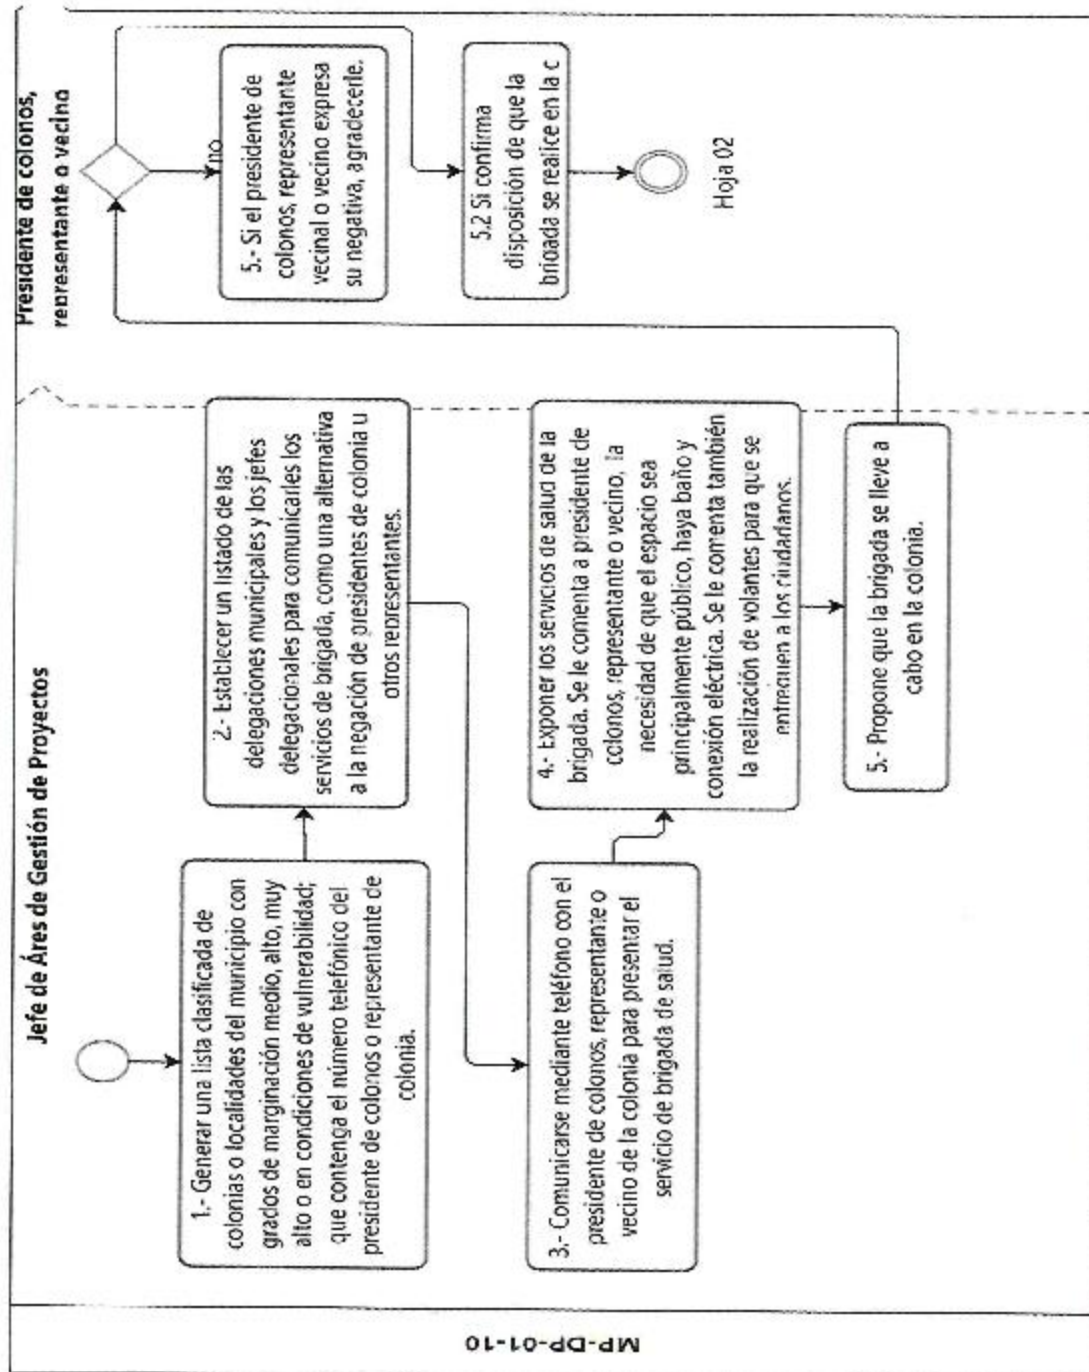 MP-DP-01-10
Jefe de Áres de Gestión de Proyectos
1.- Generar una lista clasificada de
colonias o localidades del municipio con
grados de marginación medio, alto, muy
alto o en condiciones de vulnerabilidad;
que contenga el número telefónico del
presidente de colonos o representante de
colonia.
2.- Establecer un listado de las
delegaciones municipales y los jefes
delegacionales para comunicarles los
servicios de brigada, como una alternativa
a la negación de presidentes de colonia u
otros representantes.
3.- Comunicarse mediante teléfono con el
presidente de colonos, representante o
vecino de la colonia para presentar el
servicio de brigada de salud.
4.- Exponer los servicios de salud de la
brigada. Se le comenta a presidente de
colonos, representante o vecino, la
necesidad de que el espacio sea
principalmente público, haya baño y
conexión eléctrica. Se le comenta también
la realización de volantes para que se
entreguen a los ciudadanos.
5.- Propone que la brigada se lleve a
cabo en la colonia.
Presidente de colonos,
representante o vecino
no
5.- Si el presidente de
colonos, representante
vecinal o vecino expresa
su negativa, agradecerle.
5.2 Si confirma
disposición de que la
brigada se realice en la c
Hoja 02